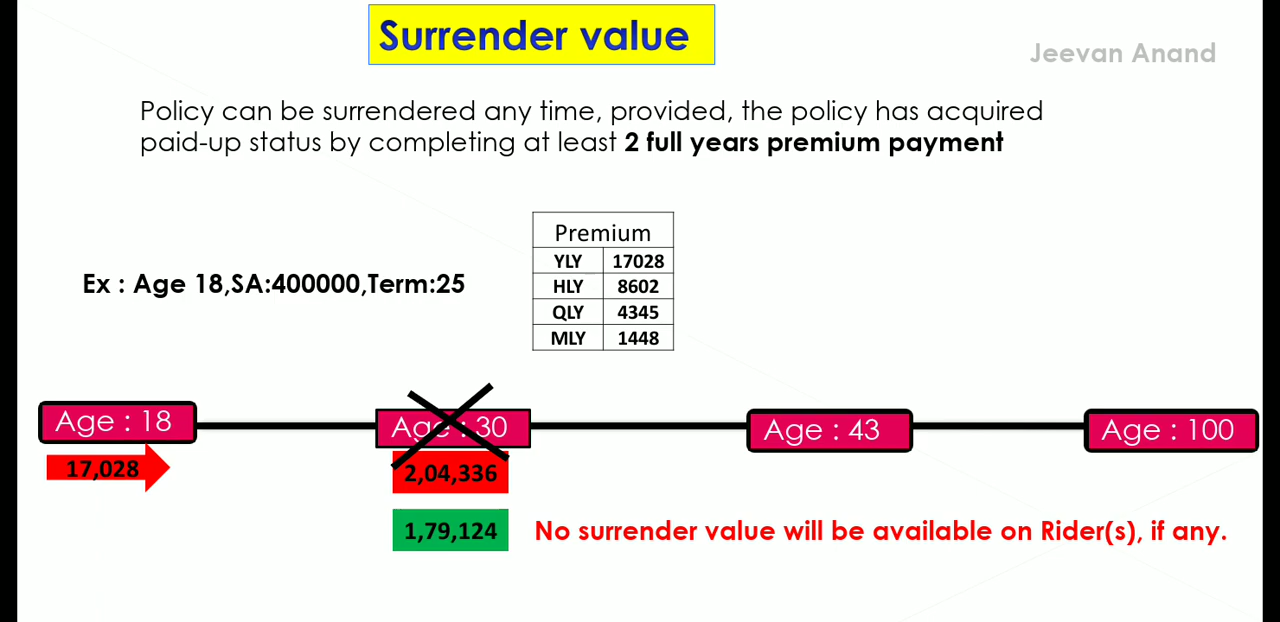 Surrender value
Jeevan Anand
Policy can be surrendered any time, provided, the policy has acquired
paid-up status by completing at least 2 full years premium payment
Premium
YLY 17028
HLY 8602
QLY 4345
MLY 1448
Ex : Age 18,SA:400000,Term:25
Age : 18
Age : 30
Age : 43
Age : 100
17,028
2,04,336
1,79,124
No surrender value will be available on Rider(s), if any.